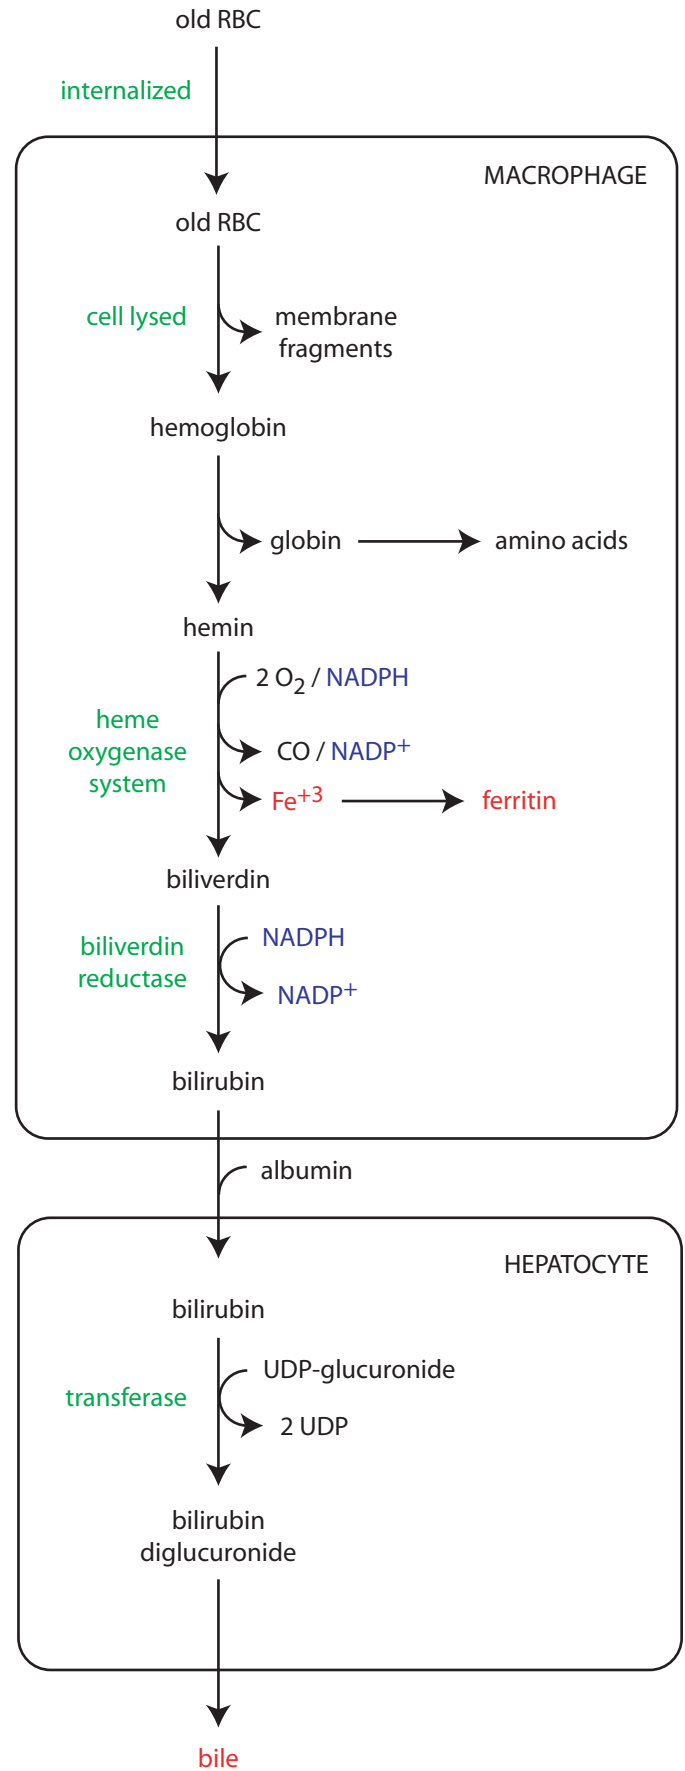 old RBC
internalized
MACROPHAGE
old RBC
cell lysed
membrane
fragments
hemoglobin
globin
amino acids
hemin
2 O₂ / NADPH
heme
oxygenase
system
CO / NADP⁺
Fe⁺³
ferritin
biliverdin
biliverdin
reductase
NADPH
NADP⁺
bilirubin
albumin
HEPATOCYTE
bilirubin
UDP-glucuronide
transferase
2 UDP
bilirubin
diglucuronide
bile